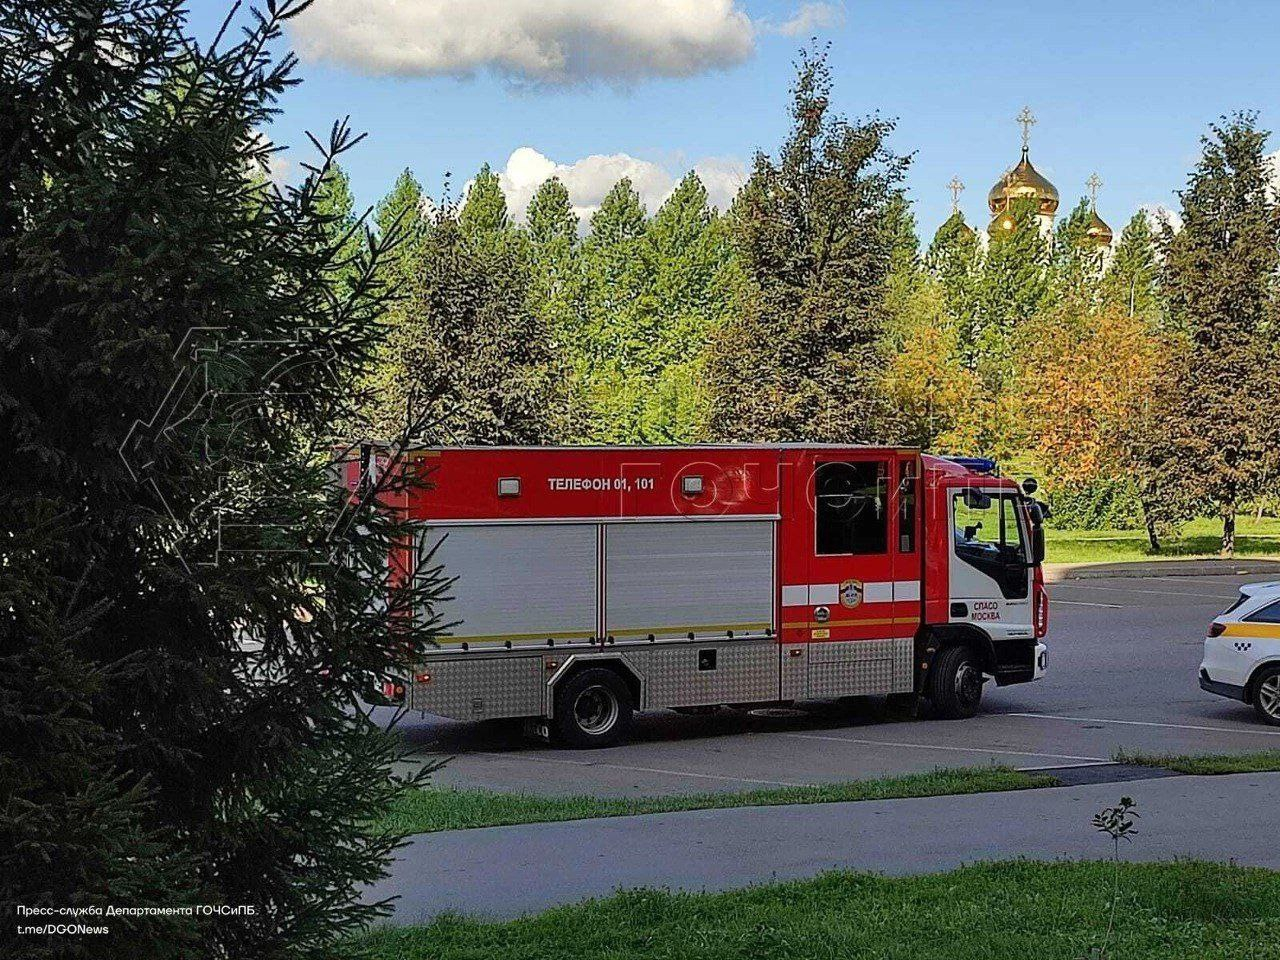 ТЕЛЕФОН 01, 101
СПАСО
МОСКВА
ГОЧСиПБ
Пресс-служба Департамента ГОЧСиПБ.
t.me/DGONews